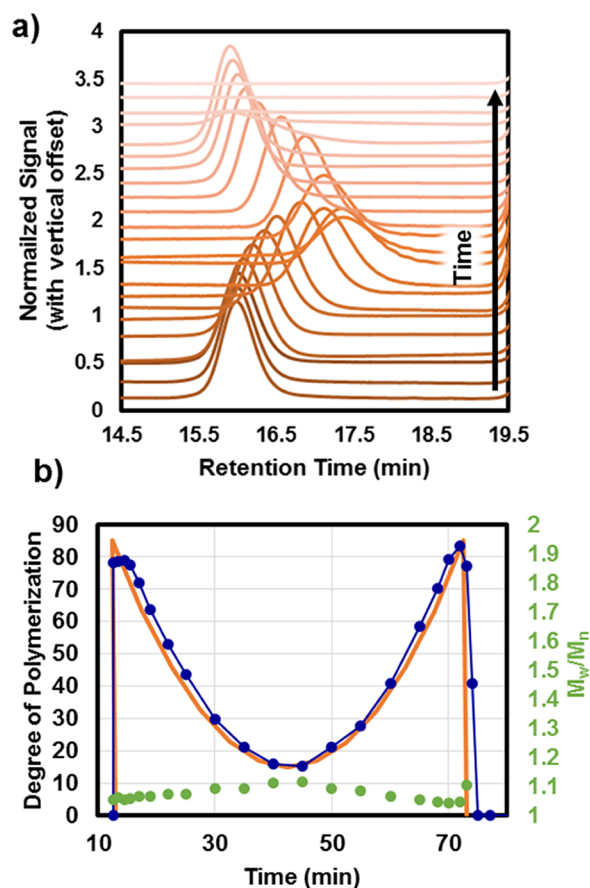 a)
4
3.5
3
2.5
2
1.5
1
0.5
0
Normailzed Signal
(with vertical offset)
Time
14.5 15.5 16.5 17.5 18.5 19.5
Retention Time (min)
b)
90
80
70
60
50
40
30
20
10
0
Degree of Polymerization
2
1.9
1.8
1.7
1.6
1.5
1.4
1.3
1.2
1.1
1
Mw/Mn
10 30 50 70
Time (min)